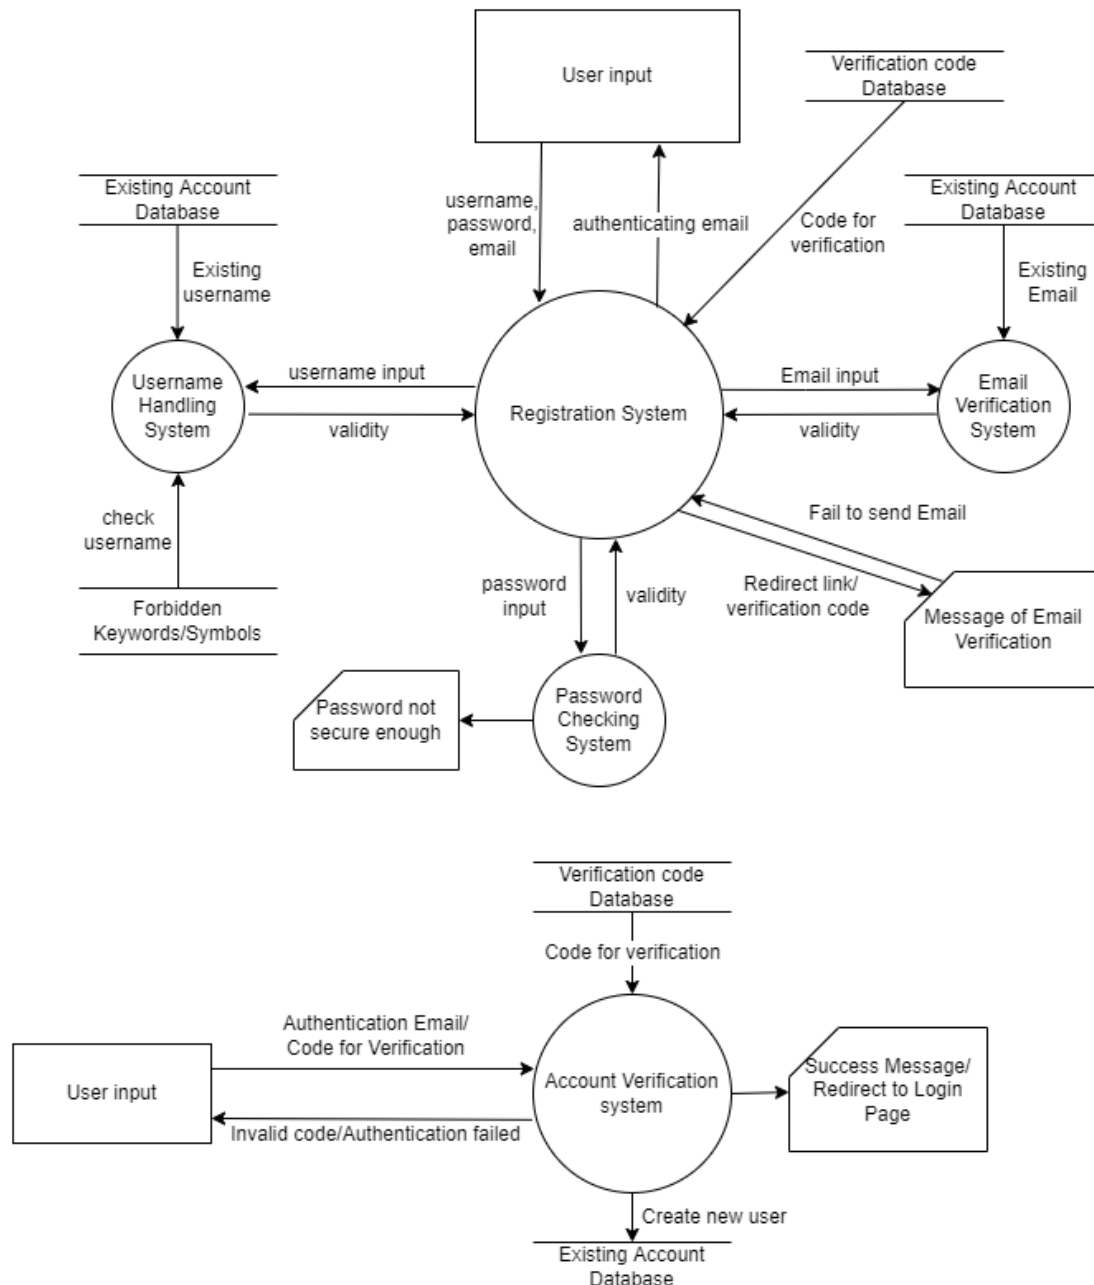 User input
Verification code
Database
Existing Account
Database
Existing Account
Database
username,
password,
email
authenticating email
Code for
verification
Existing
username
Existing
Email
Username
Handling
System
username input
validity
Registration System
Email input
validity
Email
Verification
System
check
username
Forbidden
Keywords/Symbols
password
input
validity
Fail to send Email
Redirect link/
verification code
Message of Email
Verification
Password not
secure enough
Password
Checking
System
Verification code
Database
Code for verification
Authentication Email/
Code for Verification
User input
Invalid code/Authentication failed
Account Verification
system
Success Message/
Redirect to Login
Page
Create new user
Existing Account
Database